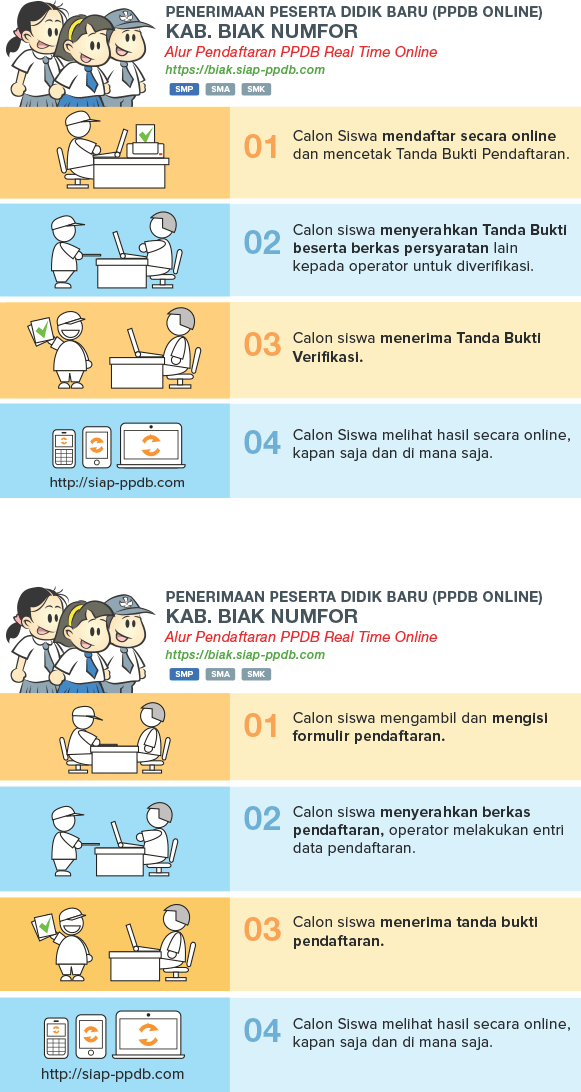 PENERIMAAN PESERTA DIDIK BARU (PPDB ONLINE)
KAB. BIAK NUMFOR
Alur Pendaftaran PPDB Real Time Online
https://biak.siap-ppdb.com
SMP SMA SMK
01
Calon Siswa mendaftar secara online
dan mencetak Tanda Bukti Pendaftaran.
02
Calon siswa menyerahkan Tanda Bukti
beserta berkas persyaratan lain
kepada operator untuk diverifikasi.
03
Calon siswa menerima Tanda Bukti
Verifikasi.
http://siap-ppdb.com
04
Calon Siswa melihat hasil secara online,
kapan saja dan di mana saja.
PENERIMAAN PESERTA DIDIK BARU (PPDB ONLINE)
KAB. BIAK NUMFOR
Alur Pendaftaran PPDB Real Time Online
https://biak.siap-ppdb.com
SMP SMA SMK
01
Calon siswa mengambil dan mengisi
formulir pendaftaran.
02
Calon siswa menyerahkan berkas
pendaftaran, operator melakukan entri
data pendaftaran.
03
Calon siswa menerima tanda bukti
pendaftaran.
http://siap-ppdb.com
04
Calon Siswa melihat hasil secara online,
kapan saja dan di mana saja.